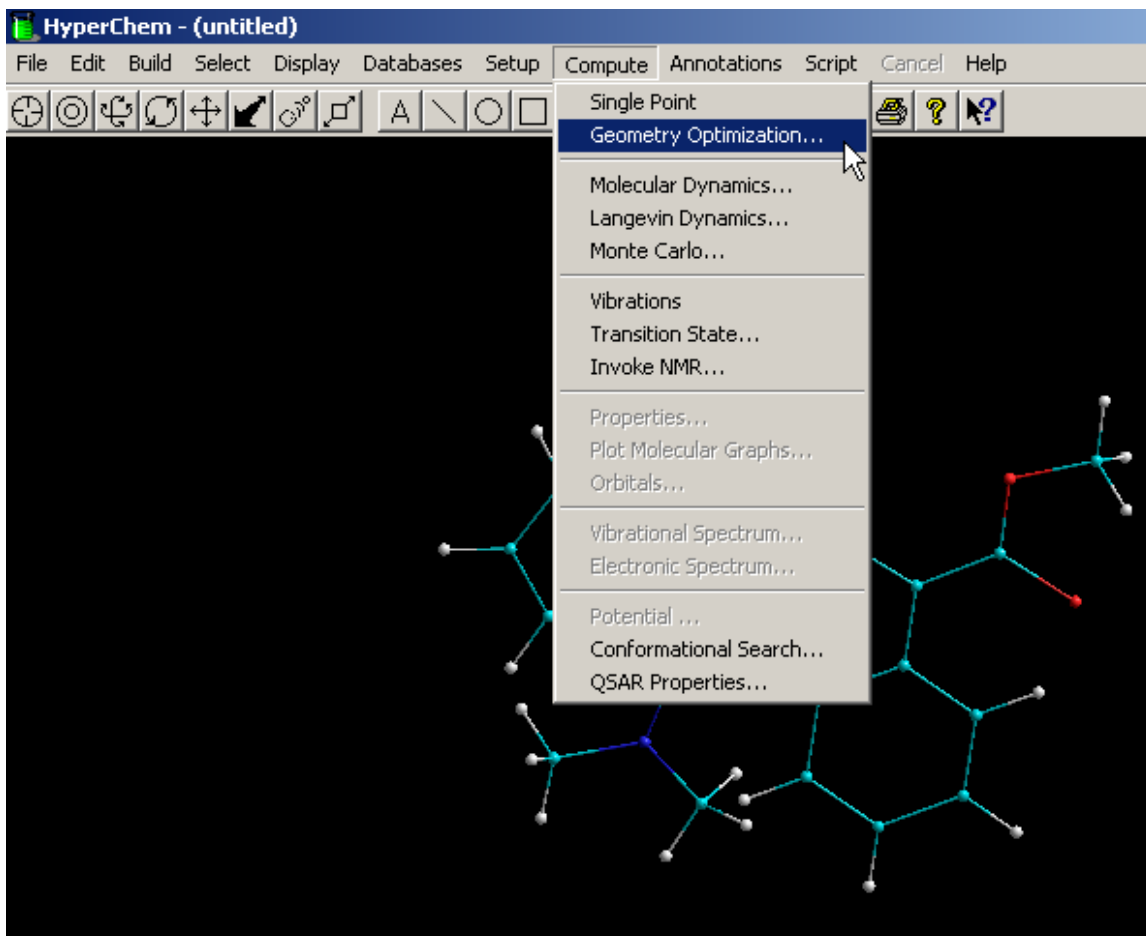 HyperChem - (untitled)
File Edit Build Select Display Databases Setup Compute Annotations Script Cancel Help
A
Single Point
Geometry Optimization...
Molecular Dynamics...
Langevin Dynamics...
Monte Carlo...
Vibrations
Transition State...
Invoke NMR...
Properties...
Plot Molecular Graphs...
Orbitals...
Vibrational Spectrum...
Electronic Spectrum...
Potential ...
Conformational Search...
QSAR Properties...